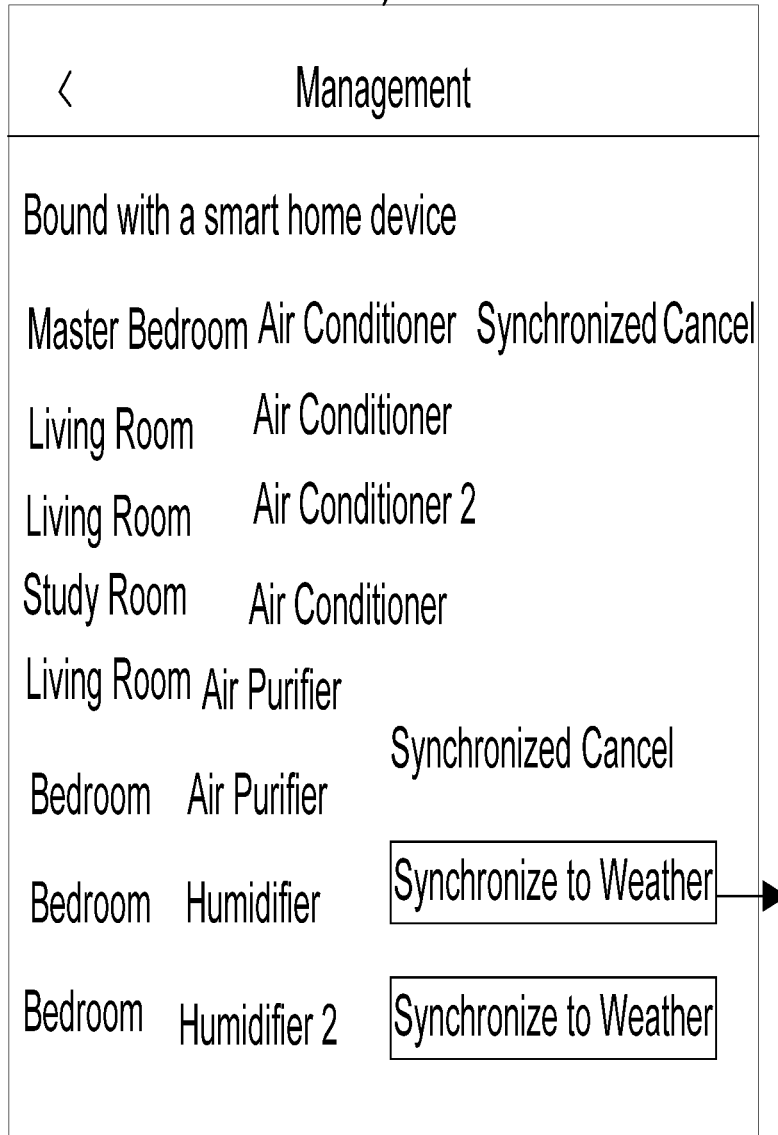 < Management
Bound with a smart home device
Master Bedroom Air Conditioner Synchronized Cancel
Living Room Air Conditioner
Living Room Air Conditioner 2
Study Room Air Conditioner
Living Room Air Purifier
Synchronized Cancel
Bedroom Air Purifier
Bedroom Humidifier Synchronize to Weather
Bedroom Humidifier 2 Synchronize to Weather